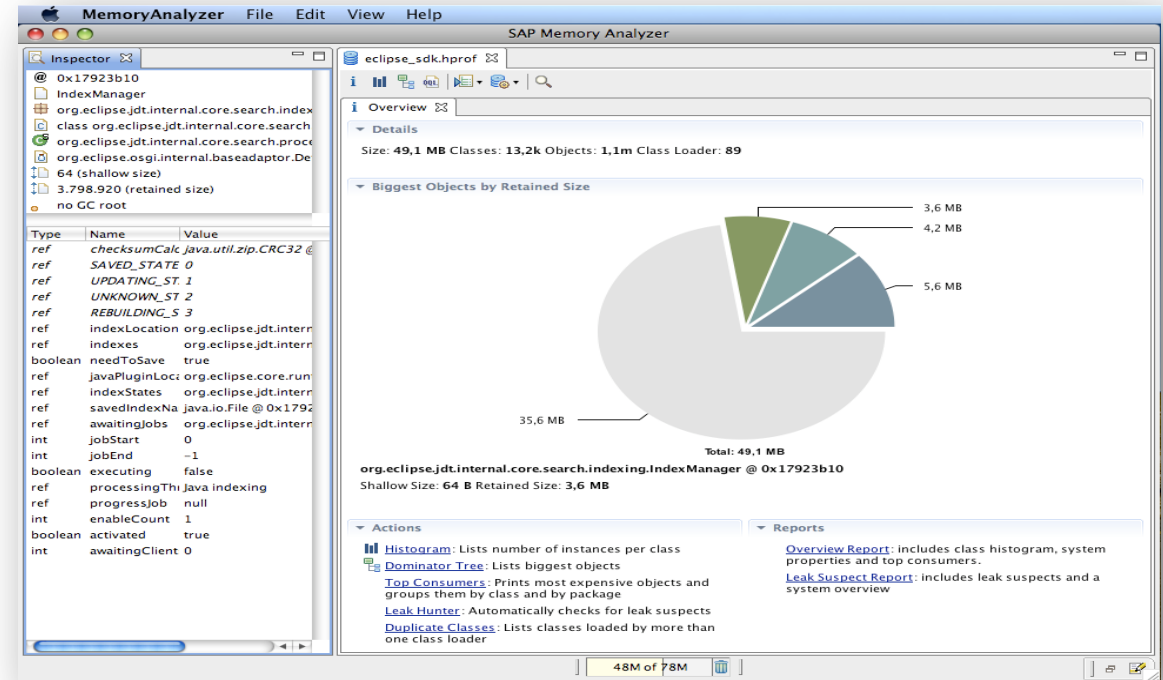 MemoryAnalyzer File Edit View Help
SAP Memory Analyzer
Inspector
@ 0x17923b10
IndexManager
org.eclipse.jdt.internal.core.search.index
class org.eclipse.jdt.internal.core.search
org.eclipse.jdt.internal.core.search.proce
org.eclipse.osgi.internal.baseadaptor.De
64 (shallow size)
3.798.920 (retained size)
no GC root
Type Name Value
ref checksumCalc java.util.zip.CRC32 @
ref SAVED_STATE 0
ref UPDATING_ST. 1
ref UNKNOWN_ST 2
ref REBUILDING_S 3
ref indexLocation org.eclipse.jdt.intern
ref indexes org.eclipse.jdt.intern
boolean needToSave true
ref javaPluginLoca org.eclipse.core.run
ref indexStates org.eclipse.jdt.intern
ref savedIndexNa java.io.File @ 0x1792
ref awaitingJobs org.eclipse.jdt.intern
int jobStart 0
int jobEnd -1
boolean executing false
ref processingThi Java indexing
ref progressJob null
int enableCount 1
boolean activated true
int awaitingClient 0
eclipse_sdk.hprof
i OQL
i Overview
Details
Size: 49,1 MB Classes: 13,2k Objects: 1,1m Class Loader: 89
Biggest Objects by Retained Size
3,6 MB
4,2 MB
5,6 MB
35,6 MB
Total: 49,1 MB
org.eclipse.jdt.internal.core.search.indexing.IndexManager @ 0x17923b10
Shallow Size: 64 B Retained Size: 3,6 MB
Actions
Histogram: Lists number of instances per class
Dominator Tree: Lists biggest objects
Top Consumers: Prints most expensive objects and
groups them by class and by package
Leak Hunter: Automatically checks for leak suspects
Duplicate Classes: Lists classes loaded by more than
one class loader
Reports
Overview Report: includes class histogram, system
properties and top consumers.
Leak Suspect Report: includes leak suspects and a
system overview
48M of 78M